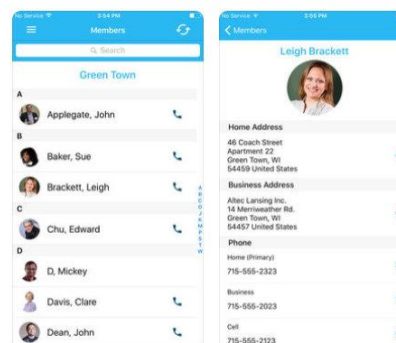 No Service 3:54 PM
Members
Search
Green Town
A
Applegate, John
B
Baker, Sue
Brackett, Leigh
C
Chu, Edward
D
D, Mickey
Davis, Clare
Dean, John
A
B
C
D
J
K
M
P
S
T
W
No Service 3:55 PM
Members
Leigh Brackett
Home Address
46 Coach Street
Apartment 22
Green Town, WI
54459 United States
Business Address
Altec Lansing Inc.
14 Merriweather Rd.
Green Town, WI
54457 United States
Phone
Home (Primary)
715-555-2323
Business
715-555-2023
Cell
715-555-2123